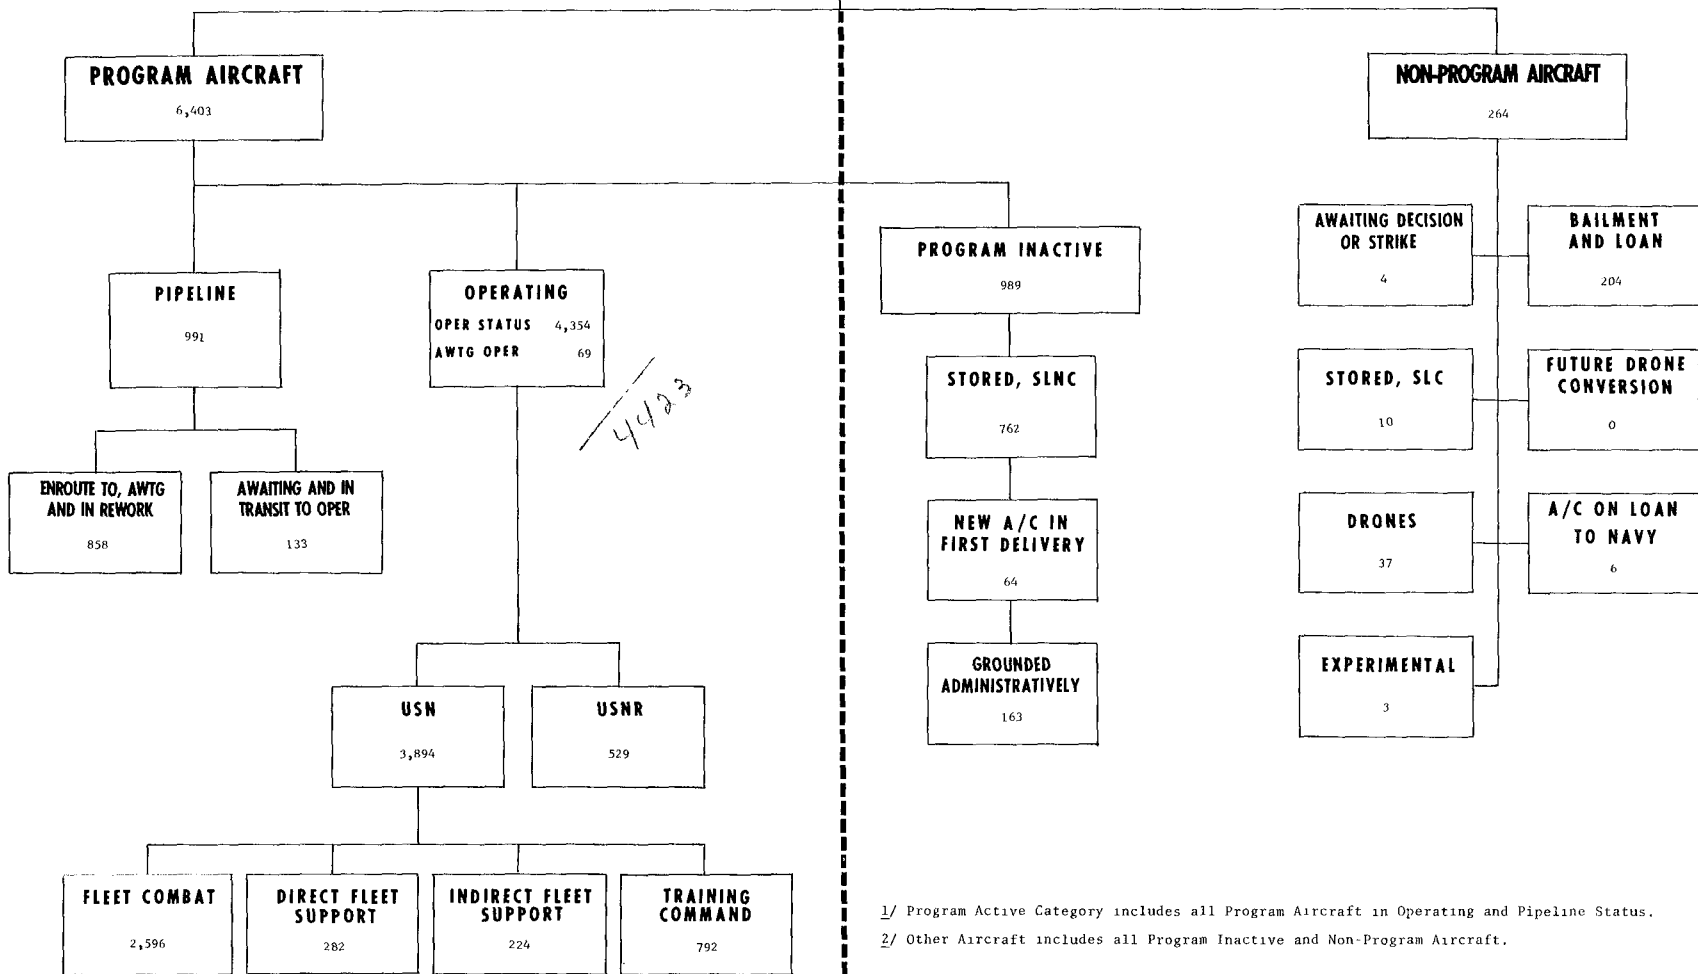 PROGRAM AIRCRAFT
6,403
NON-PROGRAM AIRCRAFT
264
PIPELINE
991
OPERATING
OPER STATUS 4,354
AWTG OPER 69
4423
PROGRAM INACTIVE
989
AWAITING DECISION
OR STRIKE
4
BAILMENT
AND LOAN
204
STORED, SLNC
762
STORED, SLC
10
FUTURE DRONE
CONVERSION
0
ENROUTE TO, AWTG
AND IN REWORK
858
AWAITING AND IN
TRANSIT TO OPER
133
NEW A/C IN
FIRST DELIVERY
64
DRONES
37
A/C ON LOAN
TO NAVY
6
GROUNDED
ADMINISTRATIVELY
163
EXPERIMENTAL
3
USN
3,894
USNR
529
FLEET COMBAT
2,596
DIRECT FLEET
SUPPORT
282
INDIRECT FLEET
SUPPORT
224
TRAINING
COMMAND
792
1/ Program Active Category includes all Program Aircraft in Operating and Pipeline Status.
2/ Other Aircraft includes all Program Inactive and Non-Program Aircraft.